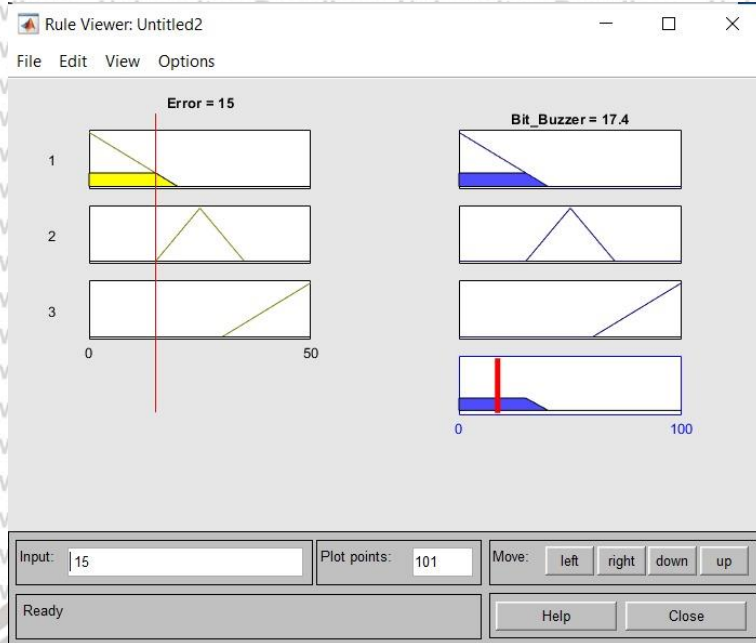 Rule Viewer: Untitled2
File Edit View Options
Error = 15
Bit_Buzzer = 17.4
1
2
3
0 50
0 100
Input: 15 Plot points: 101 Move: left right down up
Ready Help Close